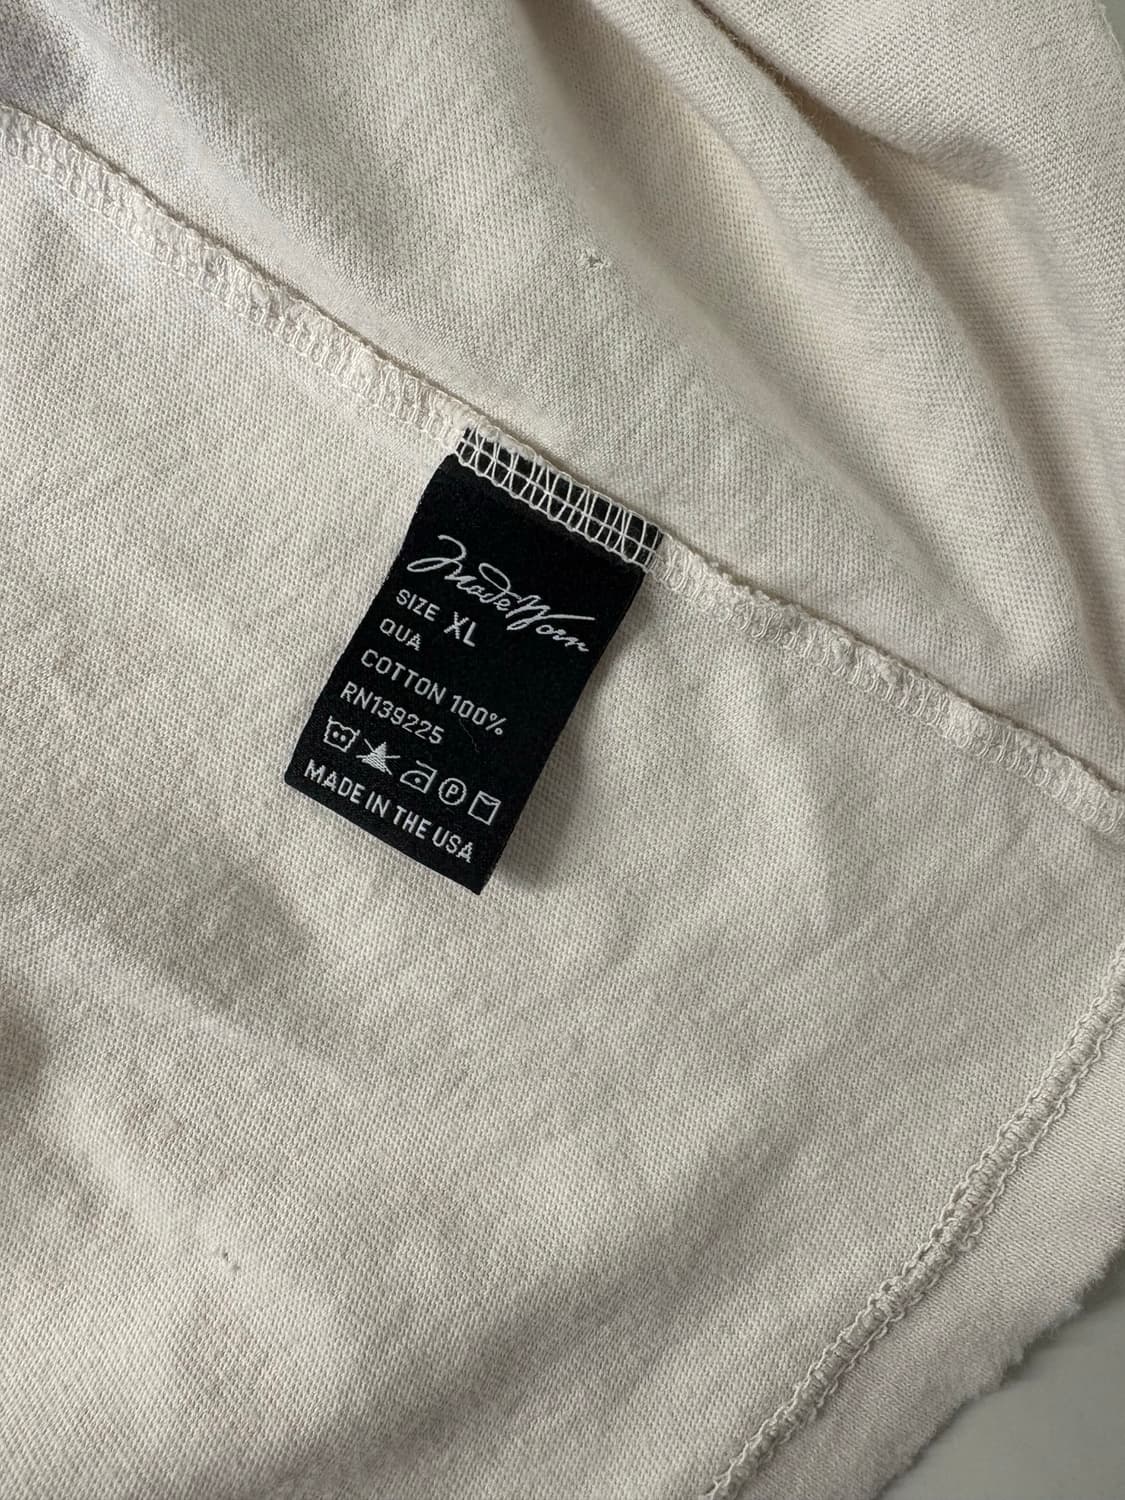 MadeWorn
SIZE XL
QUA
COTTON 100%
RN139225
P
MADE IN THE USA